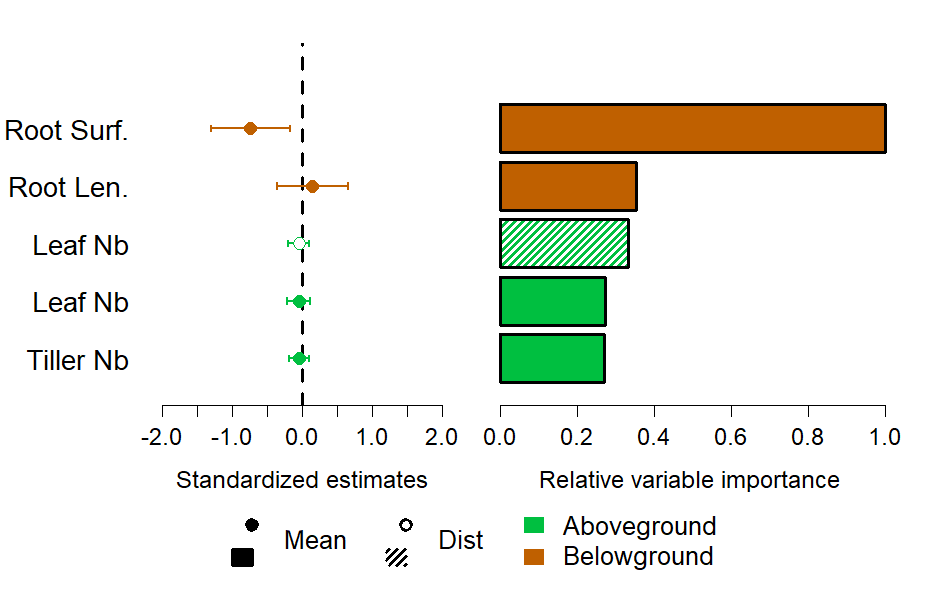 Root Surf.
Root Len.
Leaf Nb
Leaf Nb
Tiller Nb
-2.0 -1.0 0.0 1.0 2.0 0.0 0.2 0.4 0.6 0.8 1.0
Standardized estimates Relative variable importance
Mean Dist Aboveground
Belowground